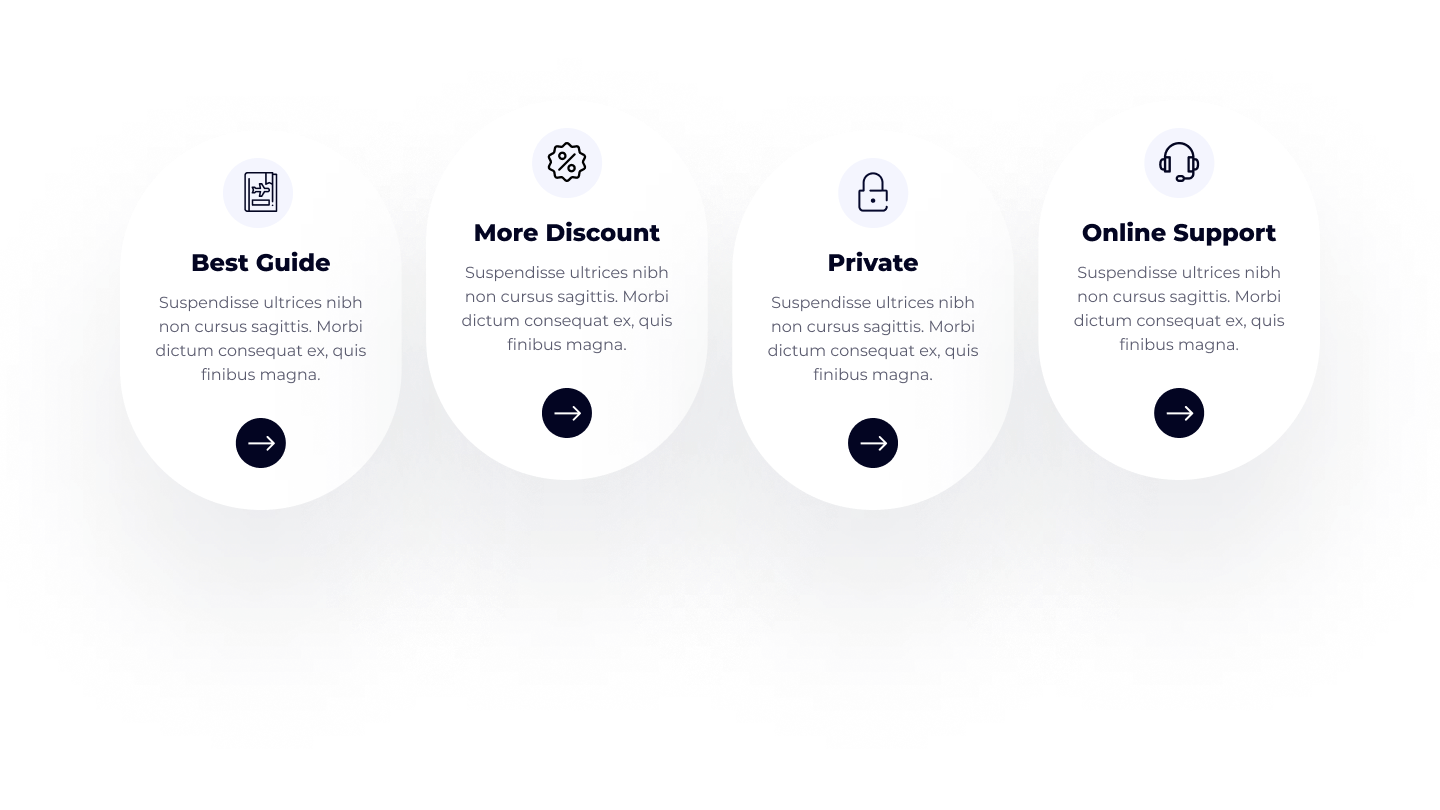 Best Guide
Suspendisse ultrices nibh
non cursus sagittis. Morbi
dictum consequat ex, quis
finibus magna.
More Discount
Suspendisse ultrices nibh
non cursus sagittis. Morbi
dictum consequat ex, quis
finibus magna.
Private
Suspendisse ultrices nibh
non cursus sagittis. Morbi
dictum consequat ex, quis
finibus magna.
Online Support
Suspendisse ultrices nibh
non cursus sagittis. Morbi
dictum consequat ex, quis
finibus magna.